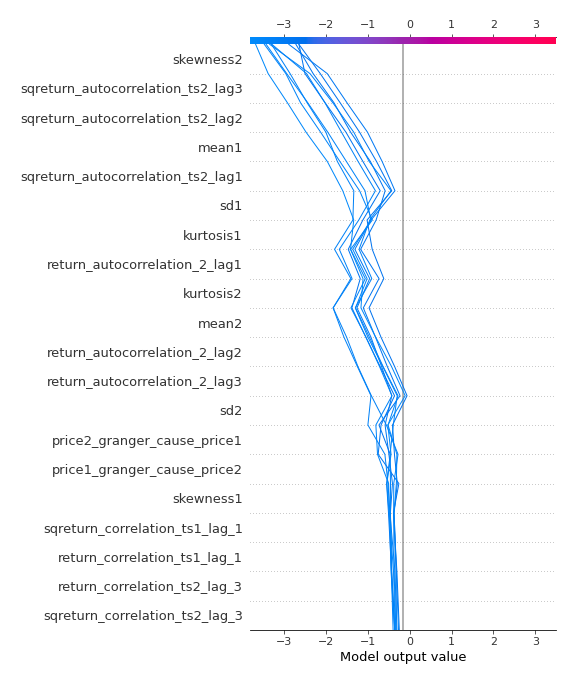 −3 −2 −1 0 1 2 3
skewness2
sqreturn_autocorrelation_ts2_lag3
sqreturn_autocorrelation_ts2_lag2
mean1
sqreturn_autocorrelation_ts2_lag1
sd1
kurtosis1
return_autocorrelation_2_lag1
kurtosis2
mean2
return_autocorrelation_2_lag2
return_autocorrelation_2_lag3
sd2
price2_granger_cause_price1
price1_granger_cause_price2
skewness1
sqreturn_correlation_ts1_lag_1
return_correlation_ts1_lag_1
return_correlation_ts2_lag_3
sqreturn_correlation_ts2_lag_3
−3 −2 −1 0 1 2 3
Model output value